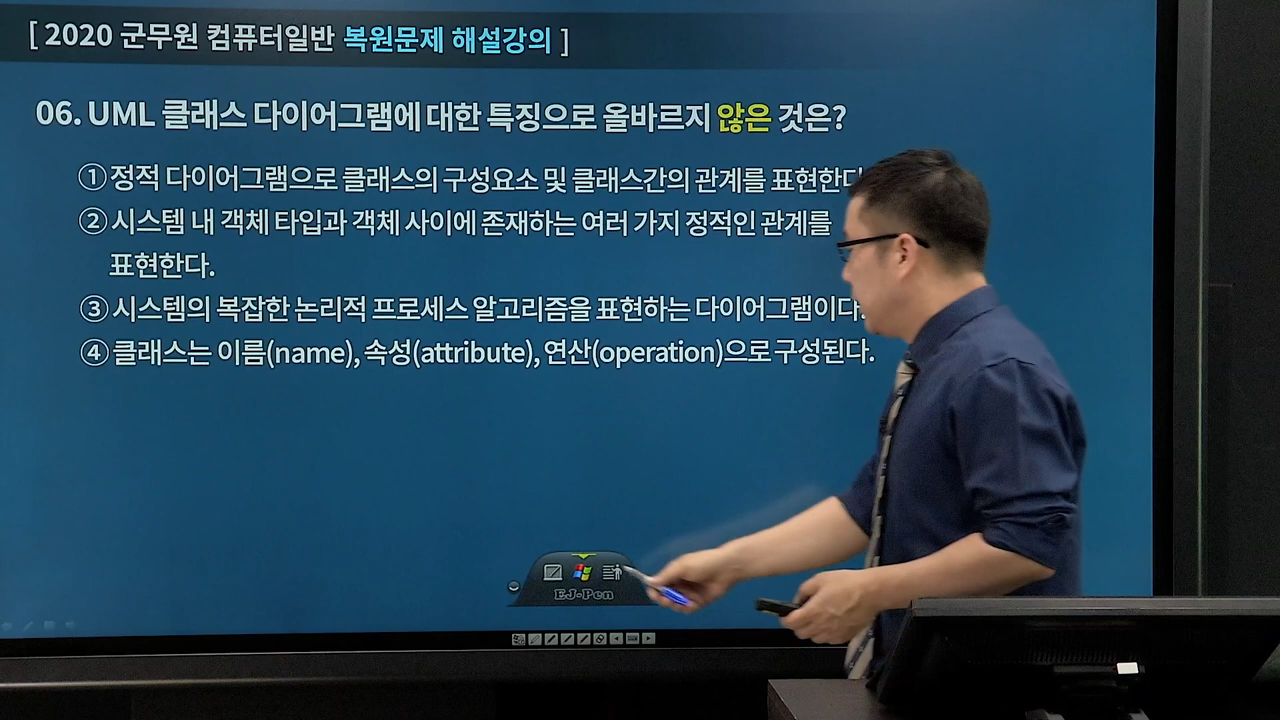 [ 2020 군무원 컴퓨터일반 복원문제 해설강의 ]
06. UML 클래스 다이어그램에 대한 특징으로 올바르지 않은 것은?
① 정적 다이어그램으로 클래스의 구성요소 및 클래스간의 관계를 표현한다
② 시스템 내 객체 타입과 객체 사이에 존재하는 여러 가지 정적인 관계를
표현한다.
③ 시스템의 복잡한 논리적 프로세스 알고리즘을 표현하는 다이어그램이다.
④ 클래스는 이름(name), 속성(attribute), 연산(operation)으로 구성된다.
EJ-Pen